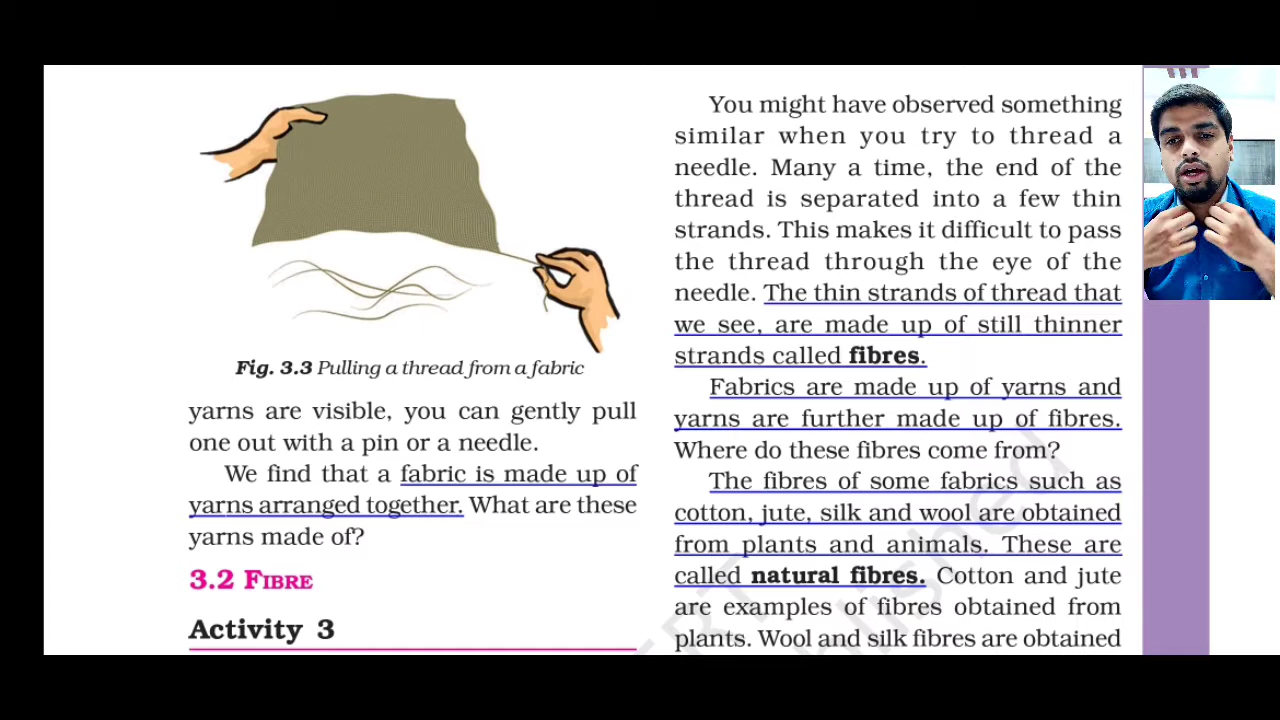 Fig. 3.3 Pulling a thread from a fabric
yarns are visible, you can gently pull
one out with a pin or a needle.
We find that a fabric is made up of
yarns arranged together. What are these
yarns made of?
3.2 FIBRE
Activity 3
You might have observed something
similar when you try to thread a
needle. Many a time, the end of the
thread is separated into a few thin
strands. This makes it difficult to pass
the thread through the eye of the
needle. The thin strands of thread that
we see, are made up of still thinner
strands called fibres.
Fabrics are made up of yarns and
yarns are further made up of fibres.
Where do these fibres come from?
The fibres of some fabrics such as
cotton, jute, silk and wool are obtained
from plants and animals. These are
called natural fibres. Cotton and jute
are examples of fibres obtained from
plants. Wool and silk fibres are obtained